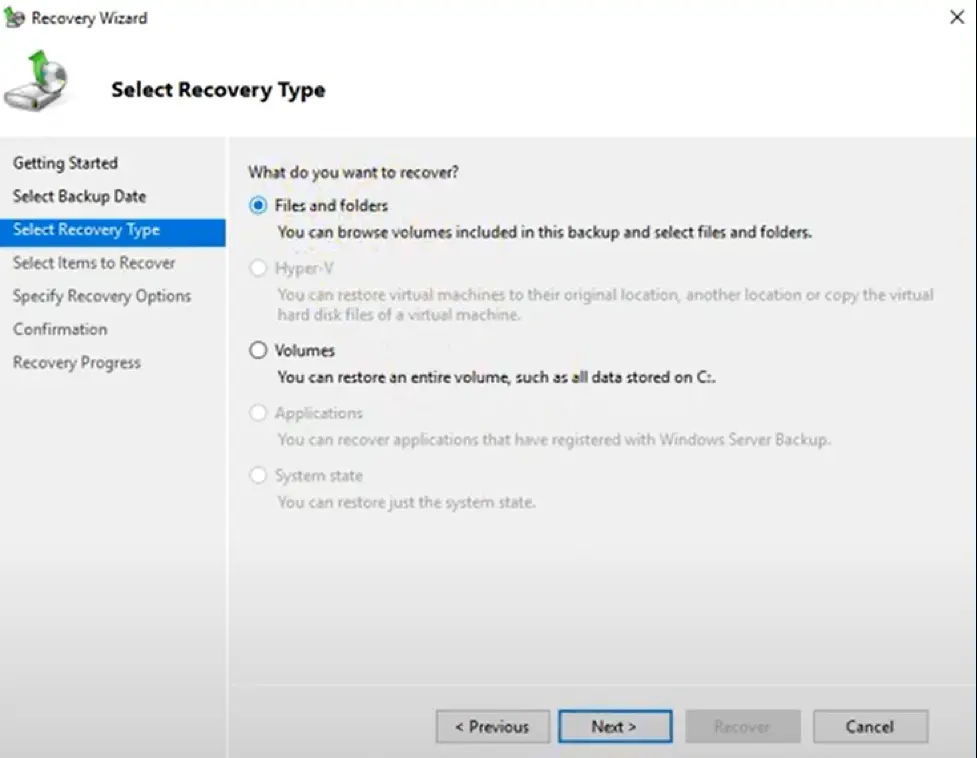 Recovery Wizard
Select Recovery Type
Getting Started
Select Backup Date
Select Recovery Type
Select Items to Recover
Specify Recovery Options
Confirmation
Recovery Progress
What do you want to recover?
Files and folders
You can browse volumes included in this backup and select files and folders.
Hyper-V
You can restore virtual machines to their original location, another location or copy the virtual
hard disk files of a virtual machine.
Volumes
You can restore an entire volume, such as all data stored on C:.
Applications
You can recover applications that have registered with Windows Server Backup.
System state
You can restore just the system state.
< Previous
Next >
Recover
Cancel